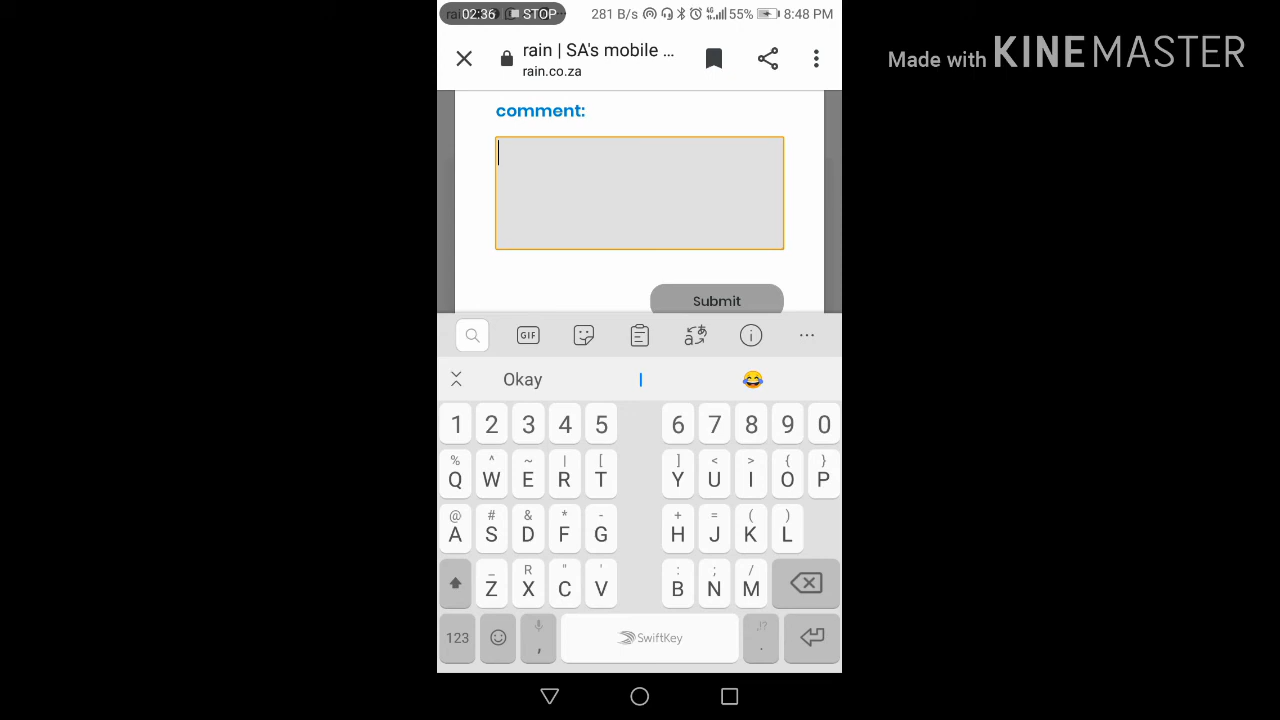 02:36 STOP 281 B/s 4G 55% 8:48 PM
rain | SA's mobile ...
rain.co.za
Made with KINEMASTER
comment:
Submit
GIF
Okay I 😂
1 2 3 4 5 6 7 8 9 0
% ^ ~ | [ ] < > { }
Q W E R T Y U I O P
@ # & * - + = ( )
A S D F G H J K L
_ R " ' : ; /
Z X C V B N M
123 , SwiftKey .,!? .